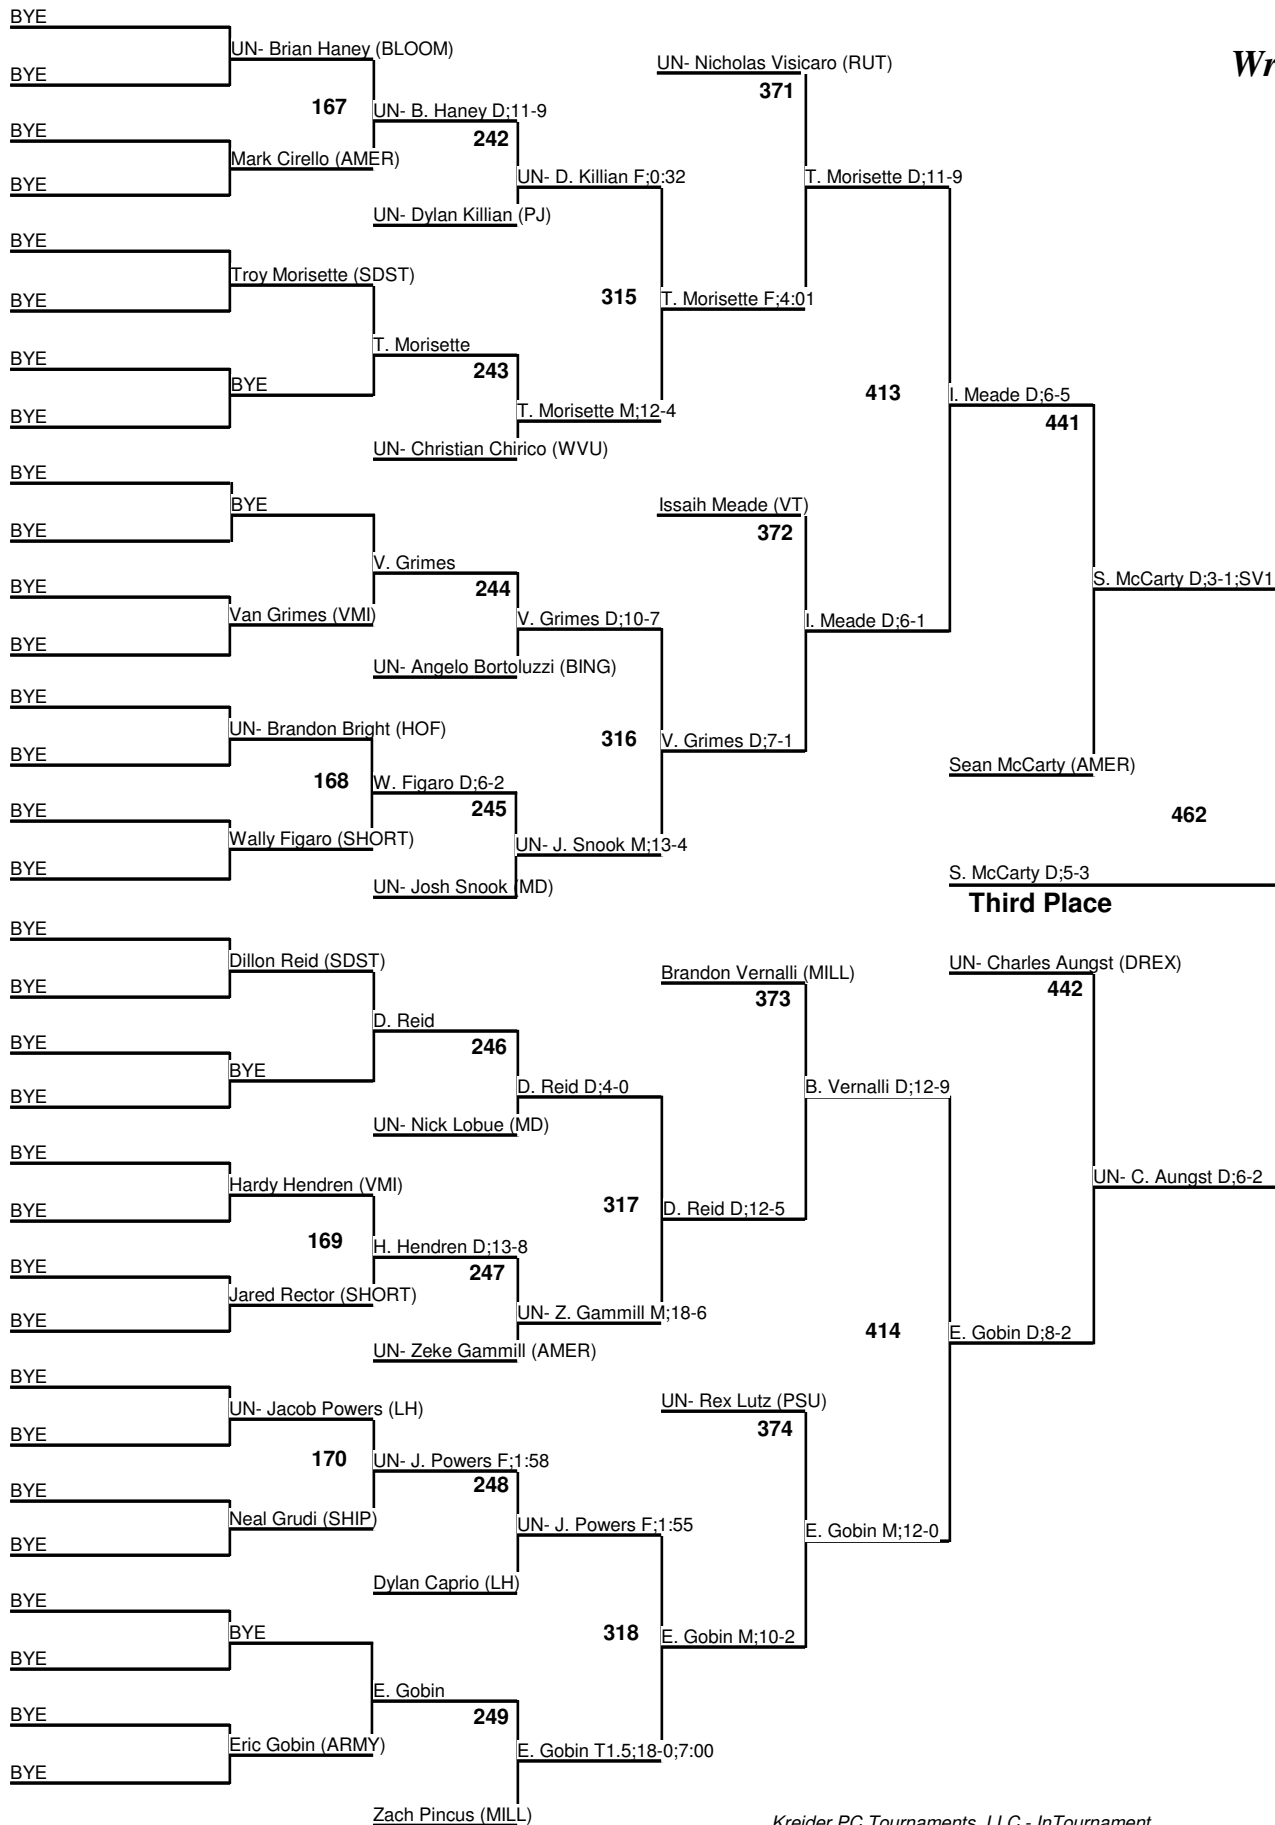 BYE
UN- Brian Haney (BLOOM)
BYE
167
UN- B. Haney D;11-9
BYE
Mark Cirello (AMER)
BYE
242
UN- D. Killian F;0:32
UN- Dylan Killian (PJ)
BYE
Troy Morisette (SDST)
BYE
315
T. Morisette F;4:01
T. Morisette
BYE
BYE
BYE
243
T. Morisette M;12-4
UN- Christian Chirico (WVU)
UN- Nicholas Visicaro (RUT)
371
T. Morisette D;11-9
Wr
413
I. Meade D;6-5
441
BYE
BYE
BYE
V. Grimes
BYE
Van Grimes (VMI)
BYE
244
V. Grimes D;10-7
UN- Angelo Bortoluzzi (BING)
Issaih Meade (VT)
372
I. Meade D;6-1
S. McCarty D;3-1;SV1
BYE
UN- Brandon Bright (HOF)
BYE
316
V. Grimes D;7-1
168
W. Figaro D;6-2
BYE
Wally Figaro (SHORT)
BYE
245
UN- J. Snook M;13-4
UN- Josh Snook (MD)
Sean McCarty (AMER)
462
S. McCarty D;5-3
Third Place
BYE
Dillon Reid (SDST)
BYE
D. Reid
BYE
BYE
BYE
246
D. Reid D;4-0
UN- Nick Lobue (MD)
Brandon Vernalli (MILL)
373
B. Vernalli D;12-9
UN- Charles Aungst (DREX)
442
UN- C. Aungst D;6-2
BYE
Hardy Hendren (VMI)
BYE
317
D. Reid D;12-5
169
H. Hendren D;13-8
BYE
Jared Rector (SHORT)
BYE
247
UN- Z. Gammill M;18-6
UN- Zeke Gammill (AMER)
414
E. Gobin D;8-2
BYE
UN- Jacob Powers (LH)
BYE
170
UN- J. Powers F;1:58
BYE
Neal Grudi (SHIP)
BYE
248
UN- J. Powers F;1:55
Dylan Caprio (LH)
UN- Rex Lutz (PSU)
374
E. Gobin M;12-0
BYE
BYE
BYE
318
E. Gobin M;10-2
E. Gobin
BYE
Eric Gobin (ARMY)
BYE
249
E. Gobin T1.5;18-0;7:00
Zach Pincus (MILL)
Kreider PC Tournaments, LLC - InTournament